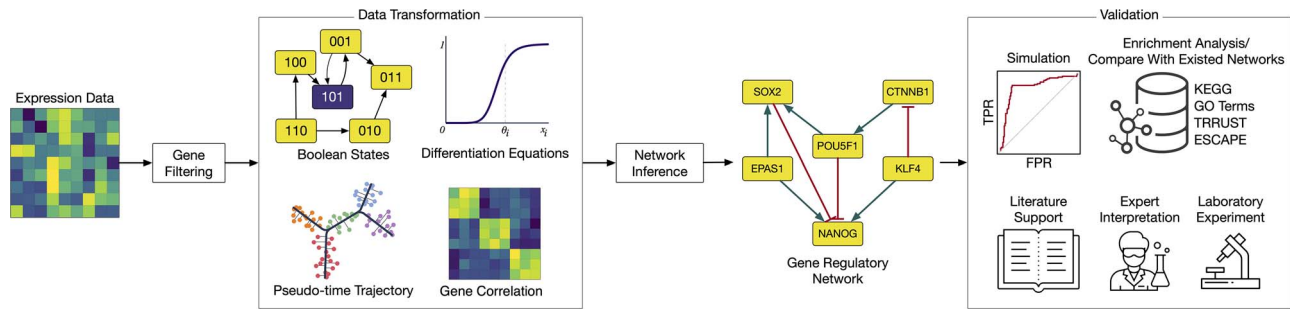 Expression Data
Gene
Filtering
Data Transformation
001
100
011
101
110
010
Boolean States
1
0
θi
xi
Differentiation Equations
Pseudo-time Trajectory
Gene Correlation
Network
Inference
SOX2
CTNNB1
POU5F1
EPAS1
KLF4
NANOG
Gene Regulatory
Network
Validation
Simulation
TPR
FPR
Enrichment Analysis/
Compare With Existed Networks
KEGG
GO Terms
TRRUST
ESCAPE
Literature
Support
Expert
Interpretation
Laboratory
Experiment